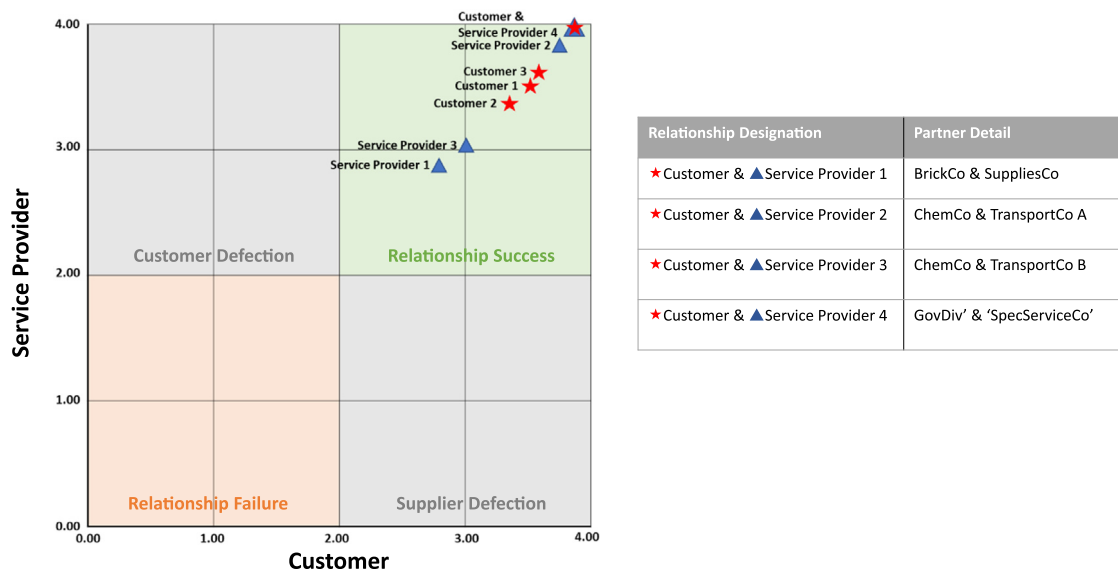 4.00
Customer &
Service Provider 4
Service Provider 2
Customer 3
Customer 1
Customer 2
3.00
Service Provider 3
Service Provider 1
Customer Defection
Relationship Success
2.00
1.00
Relationship Failure
Supplier Defection
0.00
0.00 1.00 2.00 3.00 4.00
Service Provider
Customer
Relationship Designation Partner Detail
★Customer & ▲Service Provider 1 BrickCo & SuppliesCo
★Customer & ▲Service Provider 2 ChemCo & TransportCo A
★Customer & ▲Service Provider 3 ChemCo & TransportCo B
★Customer & ▲Service Provider 4 GovDiv’ & ‘SpecServiceCo’